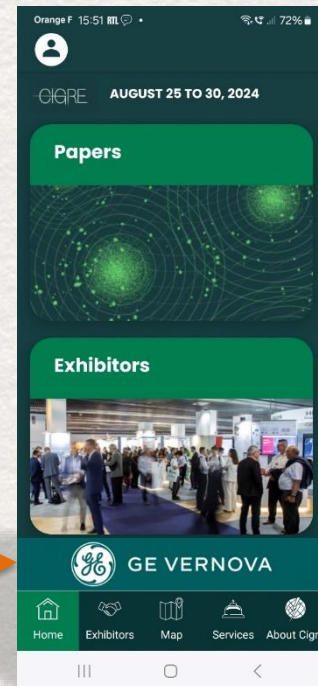 Orange F 15:51 RTL 72%
CIGRE AUGUST 25 TO 30, 2024
Papers
Exhibitors
GE VERNOVA
Home Exhibitors Map Services About Cigr